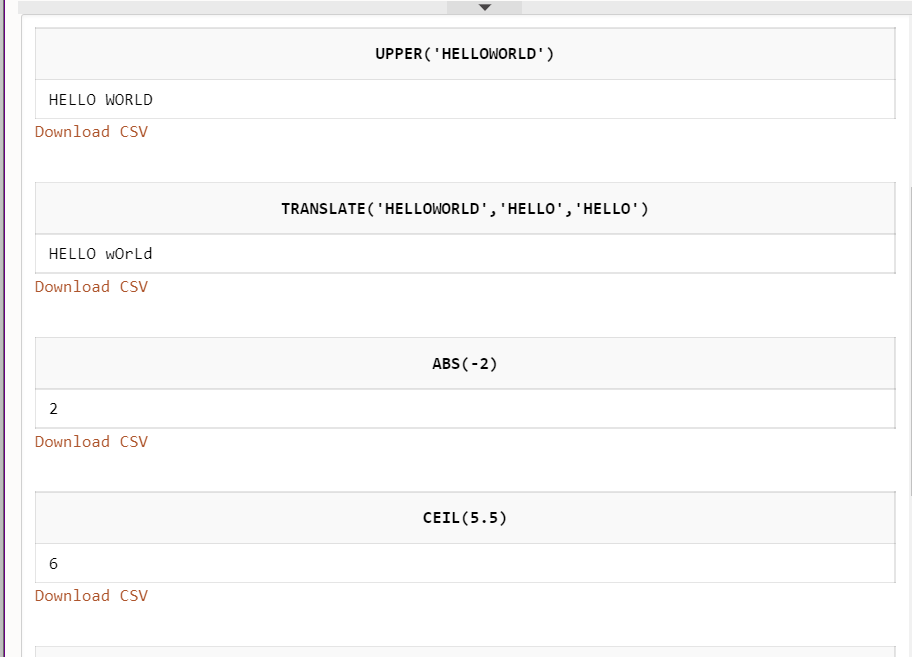 UPPER('HELLOWORLD')
HELLO WORLD
Download CSV
TRANSLATE('HELLOWORLD','HELLO','HELLO')
HELLO wOrLd
Download CSV
ABS(-2)
2
Download CSV
CEIL(5.5)
6
Download CSV